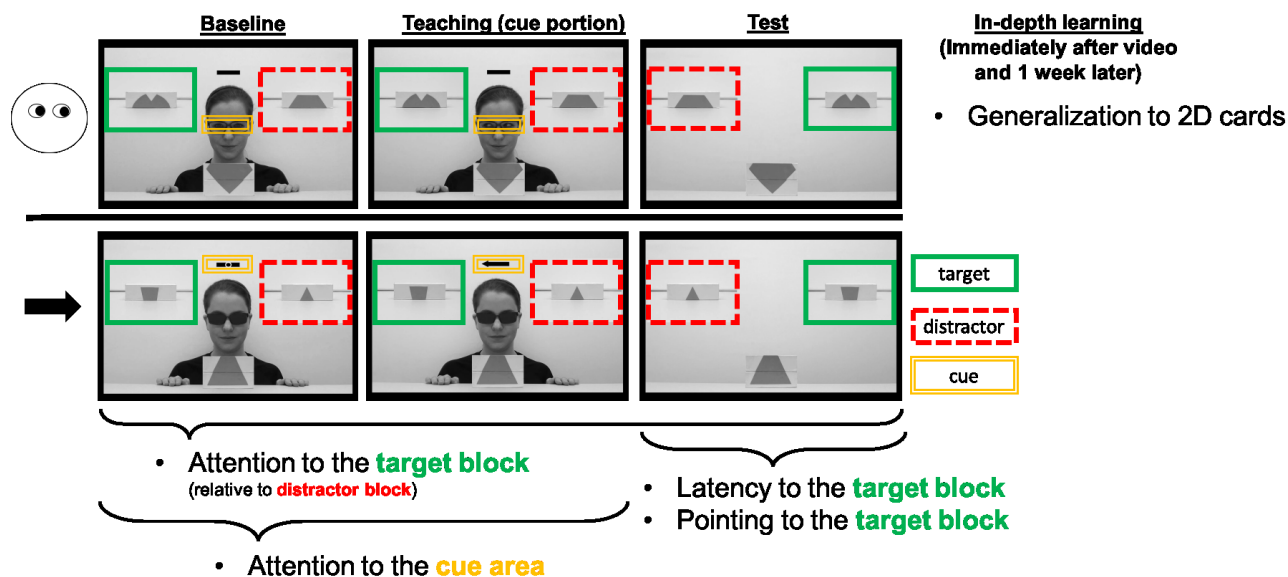 Baseline
Teaching (cue portion)
Test
In-depth learning
(Immediately after video
and 1 week later)
• Generalization to 2D cards
target
distractor
cue
• Attention to the target block
(relative to distractor block)
• Latency to the target block
• Pointing to the target block
• Attention to the cue area